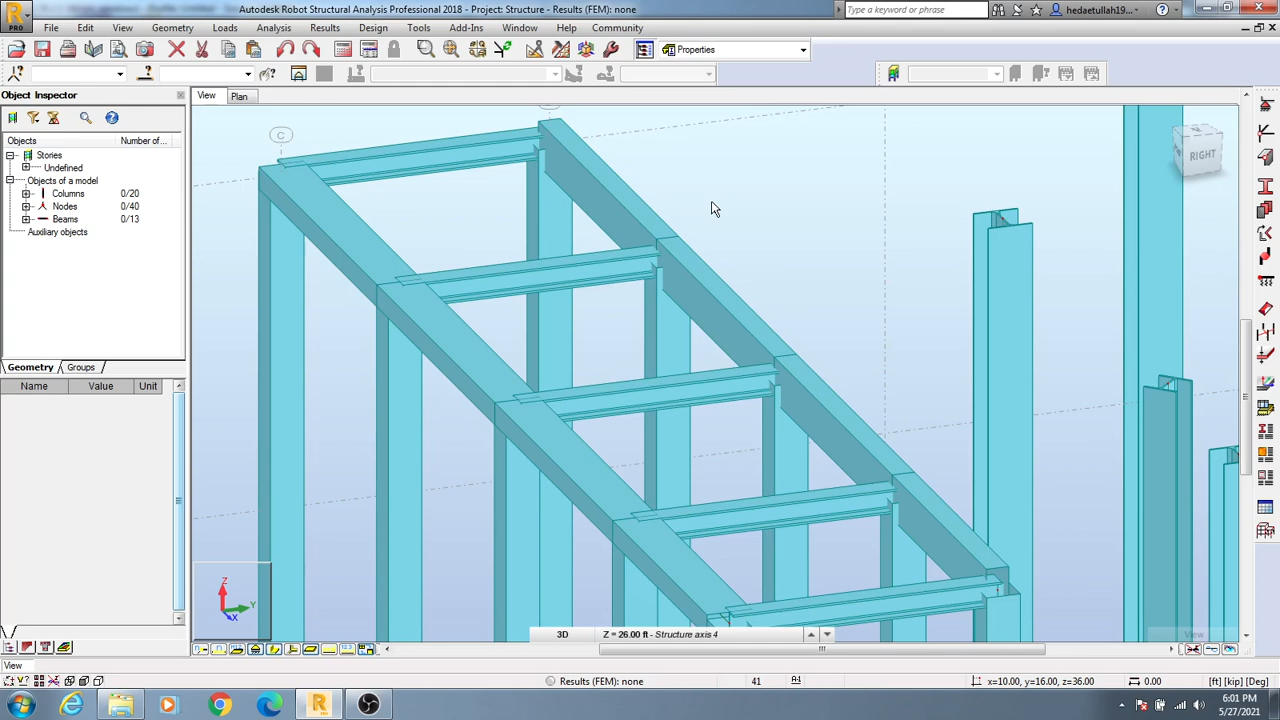 Autodesk Robot Structural Analysis Professional 2018 - Project: Structure - Results (FEM): none
Type a keyword or phrase
hedaetullah19...
PRO
File Edit View Geometry Loads Analysis Results Design Tools Add-Ins Window Help Community
Properties
Object Inspector
View Plan
Objects Number of...
Stories
Undefined
Objects of a model
Columns 0/20
Nodes 0/40
Beams 0/13
Auxiliary objects
C
RIGHT
Geometry Groups
Name Value Unit
Z
Y
X
3D Z = 26.00 ft - Structure axis 4
View
View
Results (FEM): none 41 x=10.00, y=16.00, z=36.00 0.00 [ft] [kip] [Deg]
6:01 PM
5/27/2021